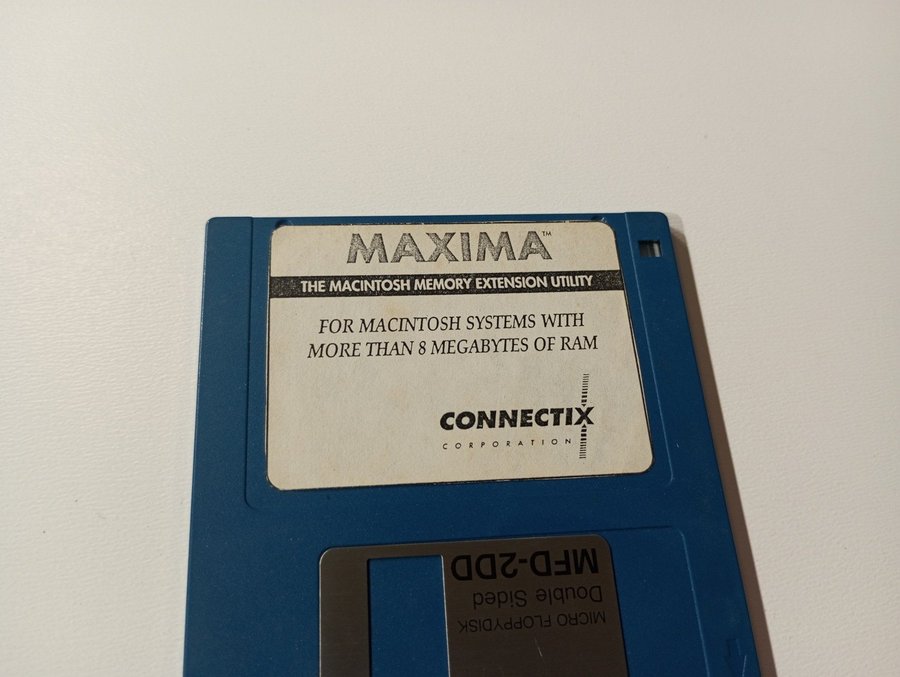 MAXIMA™
THE MACINTOSH MEMORY EXTENSION UTILITY
FOR MACINTOSH SYSTEMS WITH
MORE THAN 8 MEGABYTES OF RAM
CONNECTIX
CORPORATION
MFD-2DD
Double Sided
MICRO FLOPPYDISK